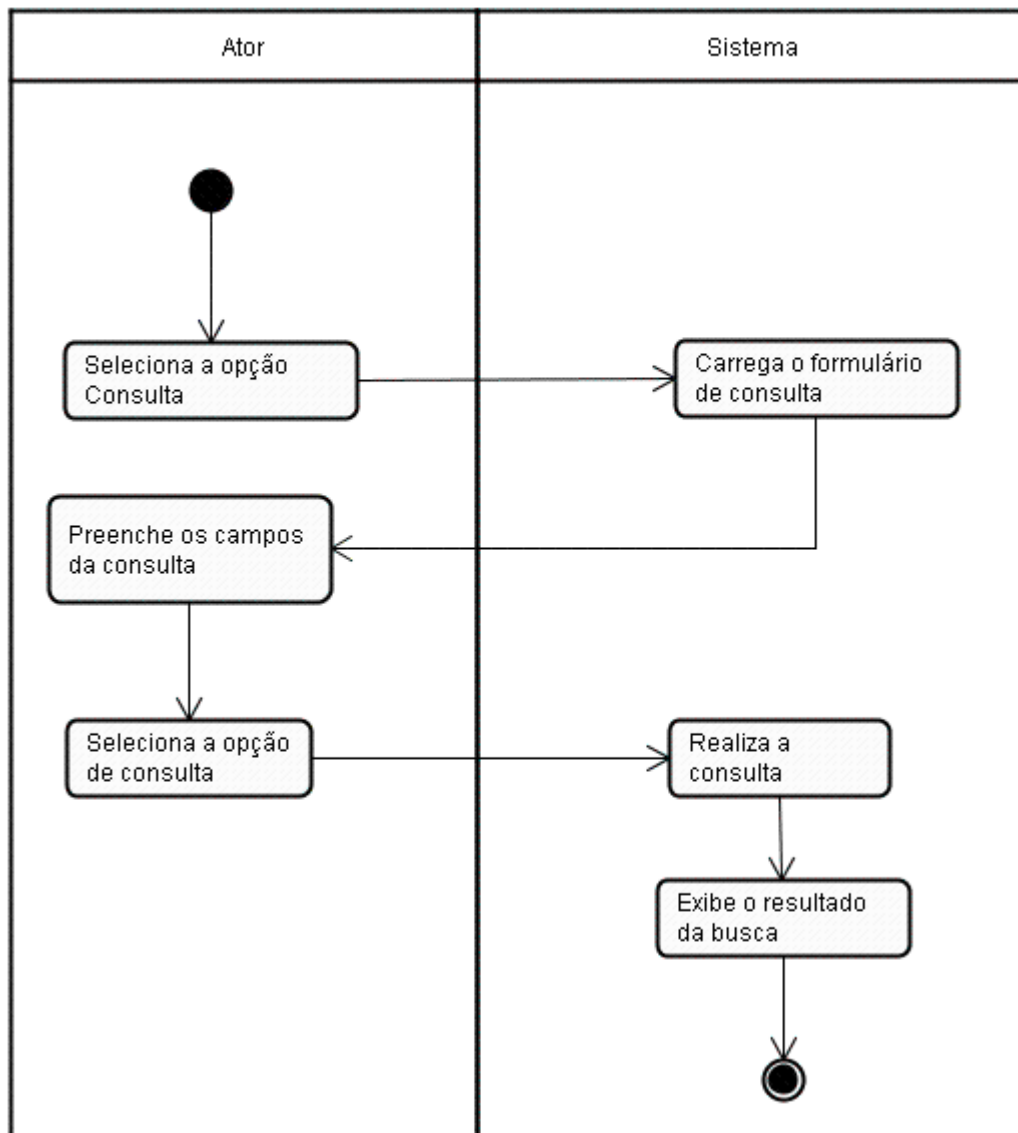 Ator
Sistema
Seleciona a opção
Consulta
Carrega o formulário
de consulta
Preenche os campos
da consulta
Seleciona a opção
de consulta
Realiza a
consulta
Exibe o resultado
da busca